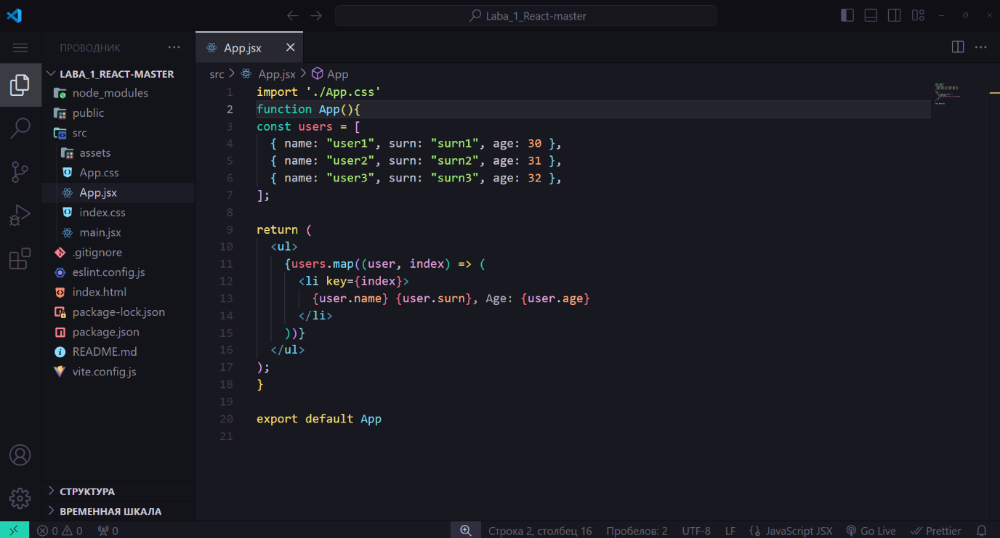 Laba_1_React-master
ПРОВОДНИК
App.jsx
LABA_1_REACT-MASTER
node_modules
public
src
assets
App.css
App.jsx
index.css
main.jsx
.gitignore
eslint.config.js
index.html
package-lock.json
package.json
README.md
vite.config.js
СТРУКТУРА
ВРЕМЕННАЯ ШКАЛА
src > App.jsx > App
1 import './App.css'
2 function App(){
3 const users = [
4   { name: "user1", surn: "surn1", age: 30 },
5   { name: "user2", surn: "surn2", age: 31 },
6   { name: "user3", surn: "surn3", age: 32 },
7 ];
8
9 return (
10   <ul>
11     {users.map((user, index) => (
12       <li key={index}>
13         {user.name} {user.surn}, Age: {user.age}
14       </li>
15     ))}
16   </ul>
17 );
18 }
19
20 export default App
21
0 0 0 Строка 2, столбец 16 Пробелов: 2 UTF-8 LF JavaScript JSX Go Live Prettier